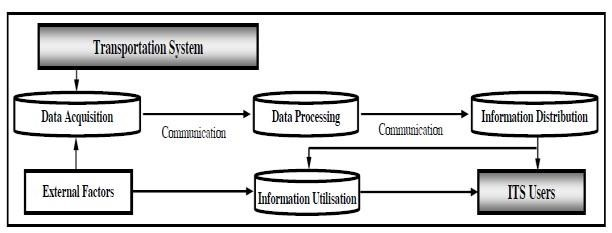 Transportation System
Data Acquisition
Data Processing
Information Distribution
Communication
Communication
External Factors
Information Utilisation
ITS Users